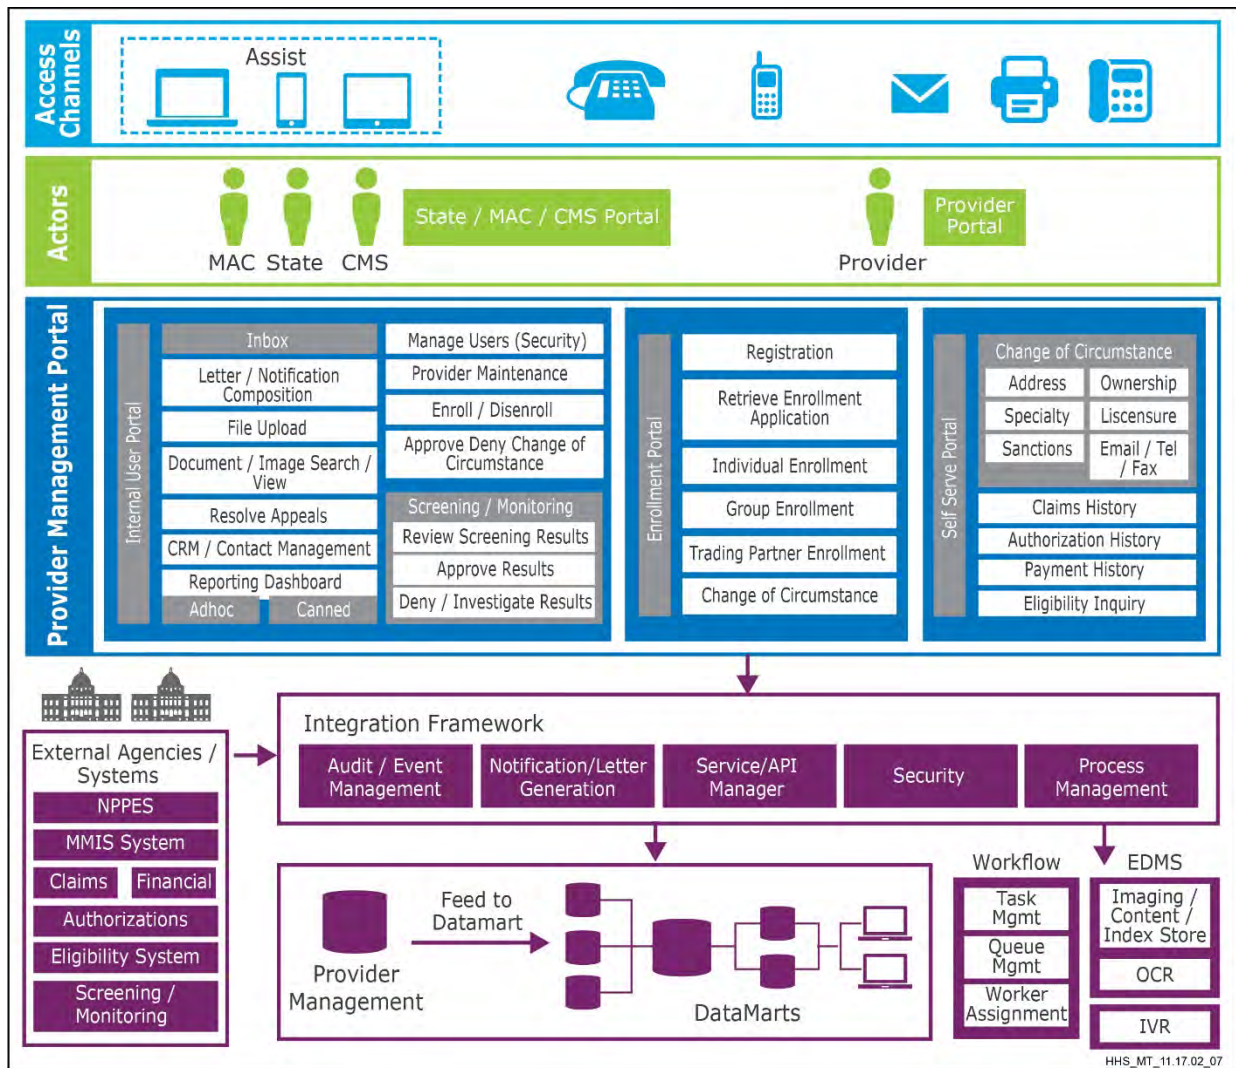 Access
Channels
Assist
Actors
MAC
State
CMS
State / MAC / CMS Portal
Provider
Provider
Portal
Provider Management Portal
Internal User Portal
Inbox
Letter / Notification
Composition
File Upload
Document / Image Search /
View
Resolve Appeals
CRM / Contact Management
Reporting Dashboard
Adhoc
Canned
Manage Users (Security)
Provider Maintenance
Enroll / Disenroll
Approve Deny Change of
Circumstance
Screening / Monitoring
Review Screening Results
Approve Results
Deny / Investigate Results
Enrollment Portal
Registration
Retrieve Enrollment
Application
Individual Enrollment
Group Enrollment
Trading Partner Enrollment
Change of Circumstance
Self Serve Portal
Change of Circumstance
Address
Ownership
Specialty
Liscensure
Sanctions
Email / Tel
/ Fax
Claims History
Authorization History
Payment History
Eligibility Inquiry
External Agencies /
Systems
NPPES
MMIS System
Claims
Financial
Authorizations
Eligibility System
Screening /
Monitoring
Integration Framework
Audit / Event
Management
Notification/Letter
Generation
Service/API
Manager
Security
Process
Management
Provider
Management
Feed to
Datamart
DataMarts
Workflow
Task
Mgmt
Queue
Mgmt
Worker
Assignment
EDMS
Imaging /
Content /
Index Store
OCR
IVR
HHS_MT_11.17.02_07